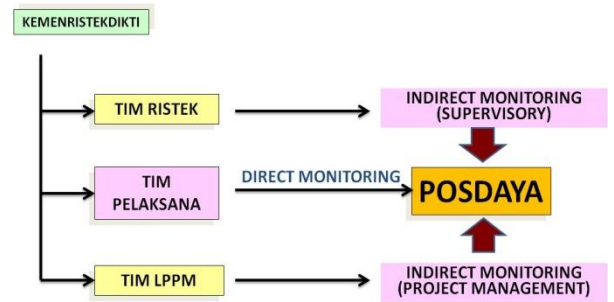 KEMENRISTEKDIKTI
TIM RISTEK
INDIRECT MONITORING
(SUPERVISORY)
TIM
PELAKSANA
DIRECT MONITORING
POSDAYA
TIM LPPM
INDIRECT MONITORING
(PROJECT MANAGEMENT)